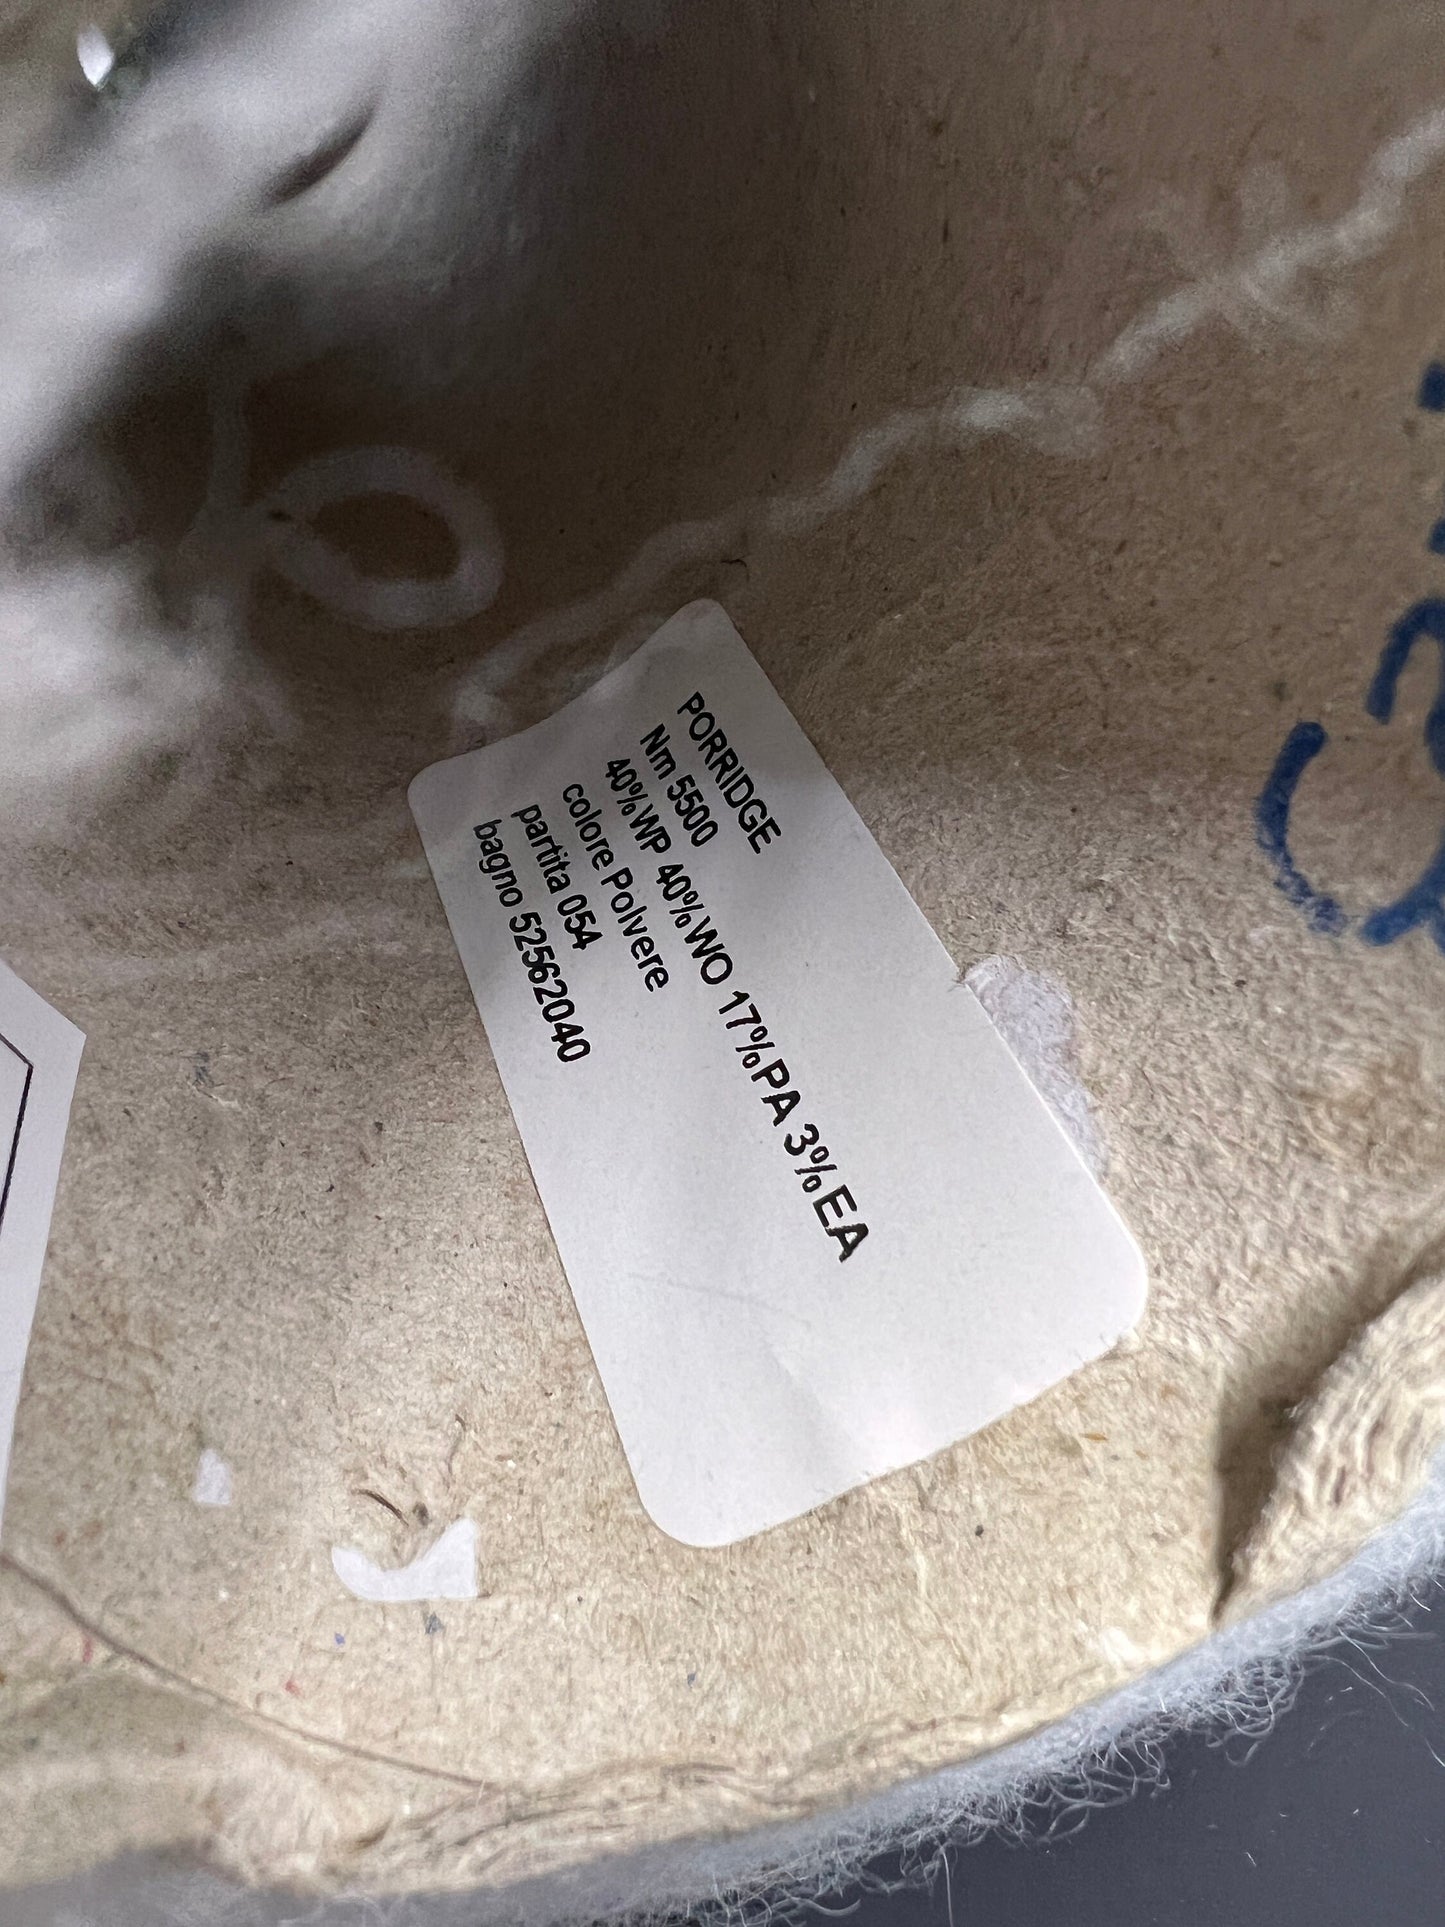 PORRIDGE
Nm 5500
40%WP 40%WO 17%PA 3%EA
colore Polvere
partita 054
bagno 52562040